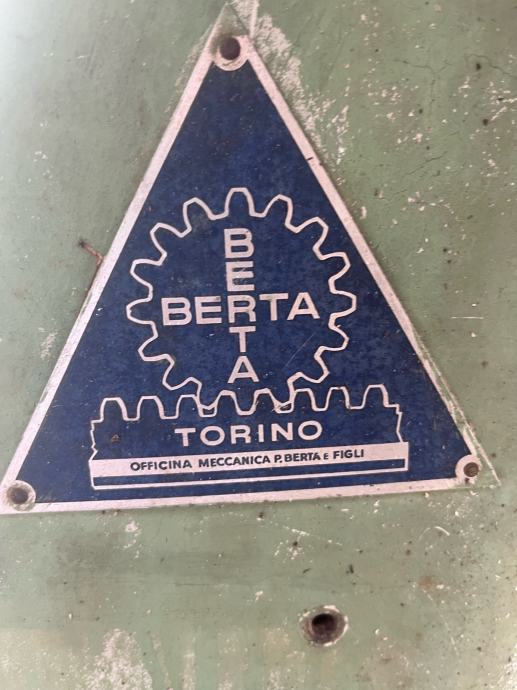 BERTA
BERTA
TORINO
OFFICINA MECCANICA P. BERTA E FIGLI